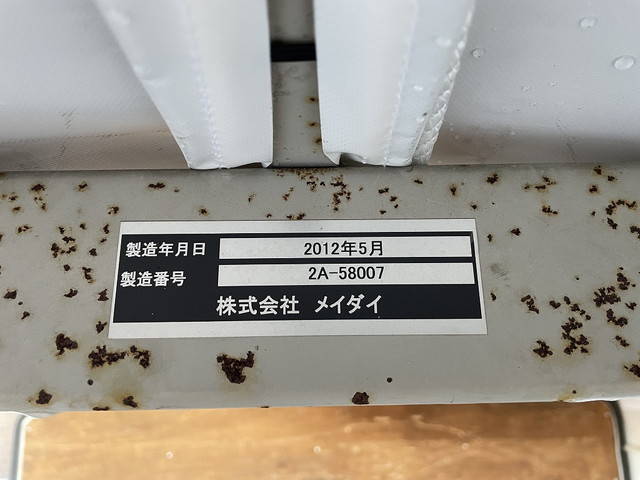 製造年月日 2012年5月
製造番号 2A-58007
株式会社 メイダイ